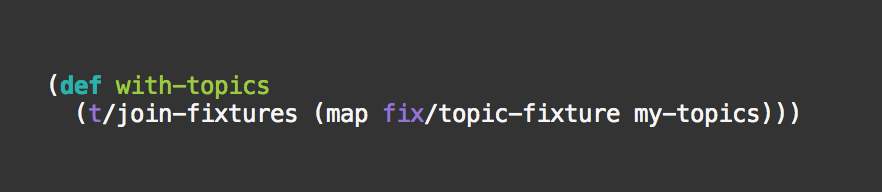 (def with-topics
(t/join-fixtures (map fix/topic-fixture my-topics)))